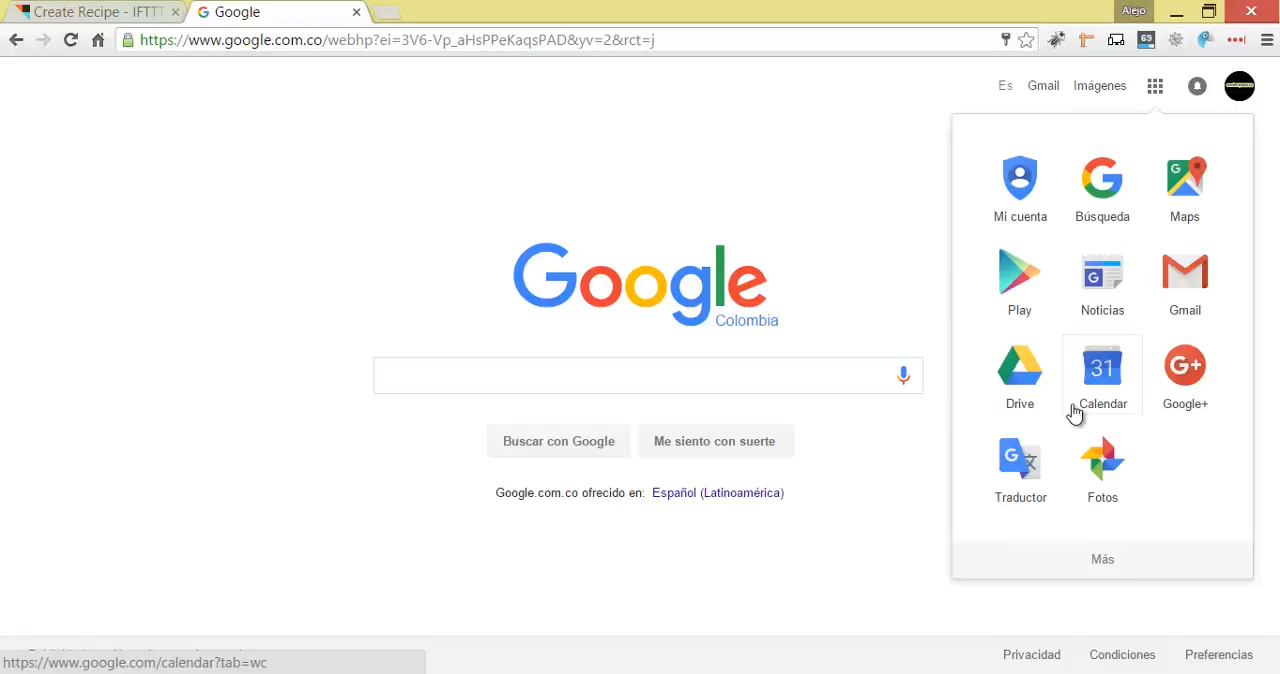 Create Recipe - IFTTT
Google
Alejo
https://www.google.com.co/webhp?ei=3V6-Vp_aHsPPeKaqsPAD&yv=2&rct=j
69
Es Gmail Imágenes
Mi cuenta Búsqueda Maps
Play Noticias Gmail
31
Drive Calendar Google+
Traductor Fotos
Más
Google
Colombia
Buscar con Google Me siento con suerte
Google.com.co ofrecido en: Español (Latinoamérica)
Privacidad Condiciones Preferencias
https://www.google.com/calendar?tab=wc